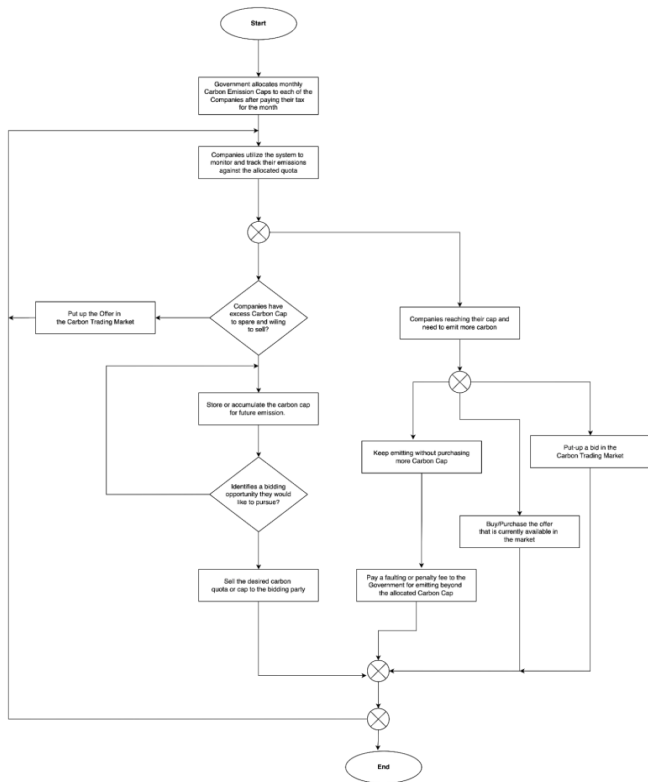 Start
Government allocates monthly
Carbon Emission Caps to each of the
Companies after paying their tax
for the month
Companies utilize the system to
monitor and track their emissions
against the allocated quota
Companies have
excess Carbon Cap
to spare and wiling
to sell?
Put up the Offer in
the Carbon Trading Market
Companies reaching their cap and
need to emit more carbon
Store or accumulate the carbon cap
for future emission.
Keep emitting without purchasing
more Carbon Cap
Put-up a bid in the
Carbon Trading Market
Identifies a bidding
opportunity they would
like to pursue?
Buy/Purchase the offer
that is currently available in
the market
Sell the desired carbon
quota or cap to the bidding party
Pay a faulting or penalty fee to the
Government for emitting beyond
the allocated Carbon Cap
End